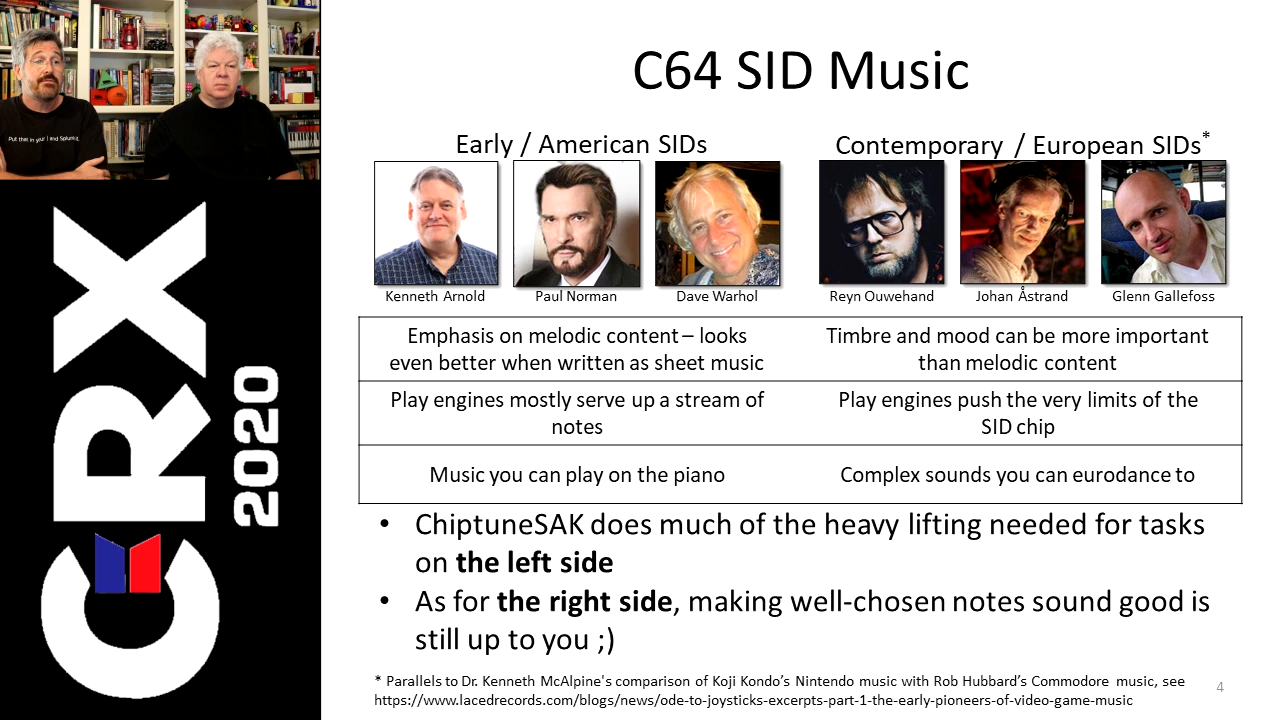 Put that in your | and Splunk it.
CRX
2020
C64 SID Music
Early / American SIDs
Contemporary / European SIDs*
Kenneth Arnold
Paul Norman
Dave Warhol
Reyn Ouwehand
Johan Åstrand
Glenn Gallefoss
Emphasis on melodic content – looks
even better when written as sheet music
Timbre and mood can be more important
than melodic content
Play engines mostly serve up a stream of
notes
Play engines push the very limits of the
SID chip
Music you can play on the piano
Complex sounds you can eurodance to
• ChiptuneSAK does much of the heavy lifting needed for tasks
on the left side
• As for the right side, making well-chosen notes sound good is
still up to you ;)
* Parallels to Dr. Kenneth McAlpine's comparison of Koji Kondo’s Nintendo music with Rob Hubbard’s Commodore music, see
https://www.lacedrecords.com/blogs/news/ode-to-joysticks-excerpts-part-1-the-early-pioneers-of-video-game-music
4